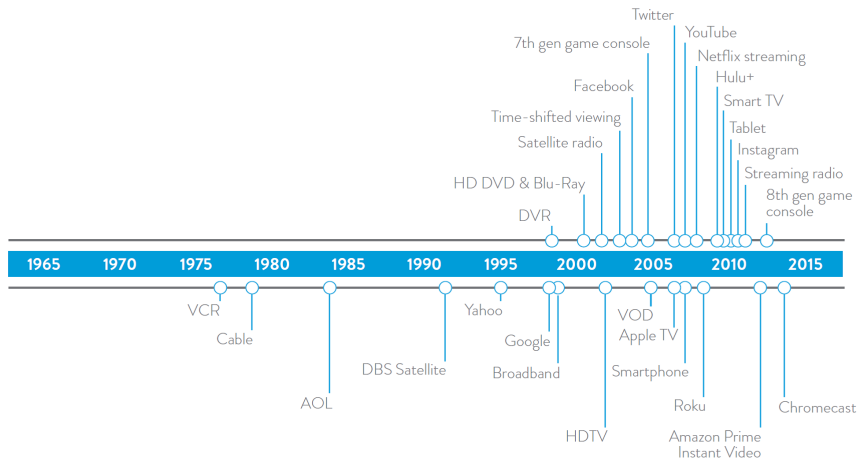 Twitter
YouTube
7th gen game console
Netflix streaming
Hulu+
Facebook
Smart TV
Time-shifted viewing
Tablet
Satellite radio
Instagram
Streaming radio
HD DVD & Blu-Ray
8th gen game
console
DVR
1965 1970 1975 1980 1985 1990 1995 2000 2005 2010 2015
VCR
Yahoo
VOD
Cable
Google
Apple TV
DBS Satellite
Broadband
Smartphone
AOL
Roku
Chromecast
HDTV
Amazon Prime
Instant Video